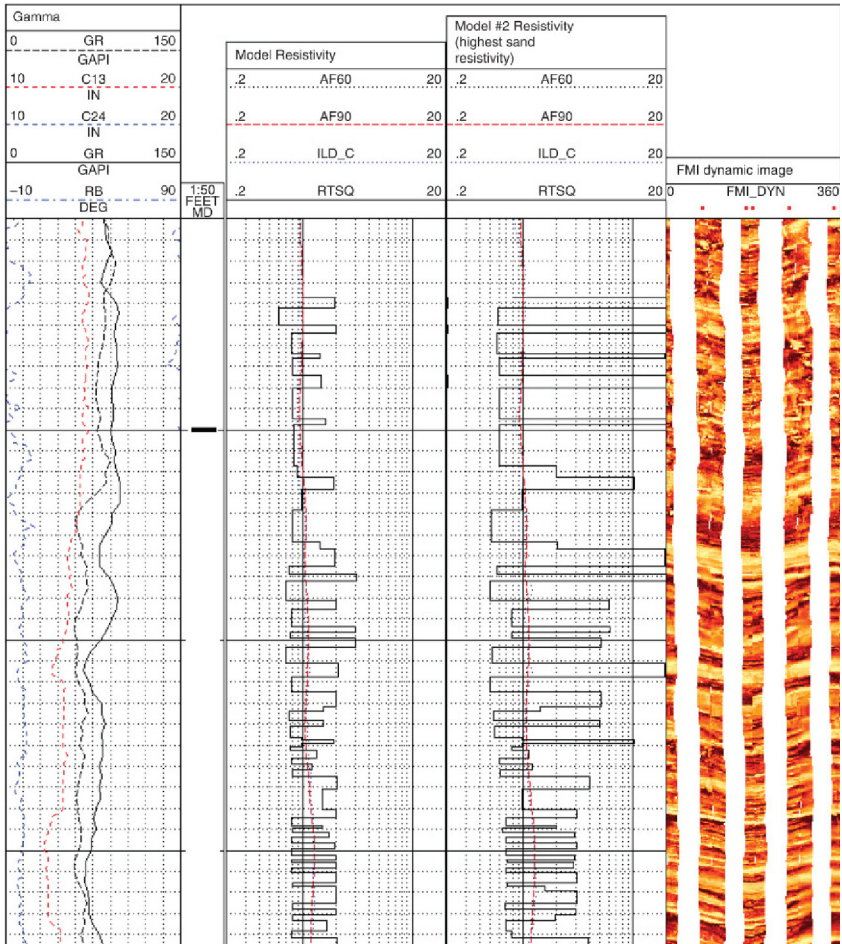 Gamma
0 GR 150
GAPI
10 C13 20
IN
10 C24 20
IN
0 GR 150
GAPI
−10 RB 90
DEG
1:50
FEET
MD
Model Resistivity
.2 AF60 20
.2 AF90 20
.2 ILD_C 20
.2 RTSQ 20
Model #2 Resistivity
(highest sand
resistivity)
.2 AF60 20
.2 AF90 20
.2 ILD_C 20
.2 RTSQ 20
FMI dynamic image
0 FMI_DYN 360